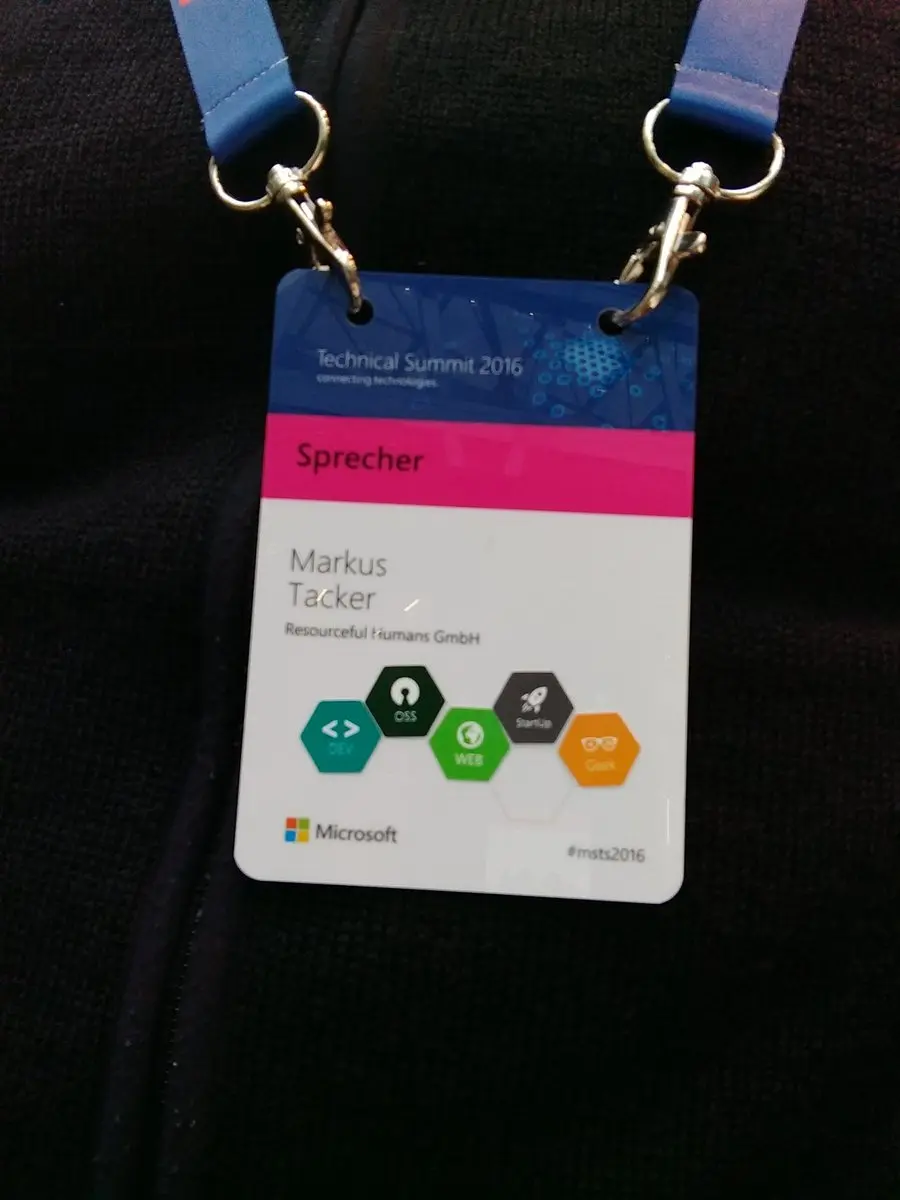 Technical Summit 2016
connecting technologies.
Sprecher
Markus
Tacker
Resourceful Humans GmbH
OSS
StartUp
DEV
WEB
Geek
Microsoft
#msts2016